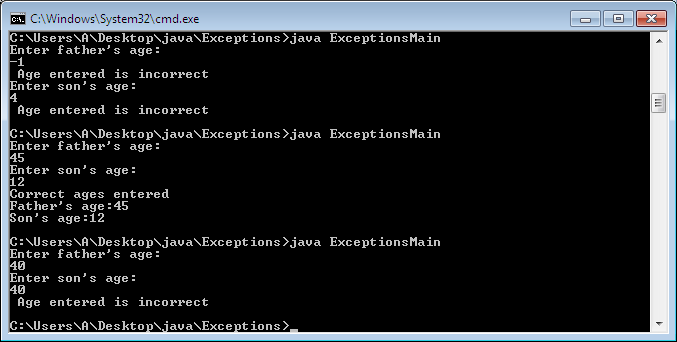 C:\Windows\System32\cmd.exe
C:\Users\A\Desktop\java\Exceptions>java ExceptionsMain
Enter father's age:
-1
 Age entered is incorrect
Enter son's age:
4
 Age entered is incorrect
C:\Users\A\Desktop\java\Exceptions>java ExceptionsMain
Enter father's age:
45
Enter son's age:
12
Correct ages entered
Father's age:45
Son's age:12
C:\Users\A\Desktop\java\Exceptions>java ExceptionsMain
Enter father's age:
40
Enter son's age:
40
 Age entered is incorrect
C:\Users\A\Desktop\java\Exceptions>_